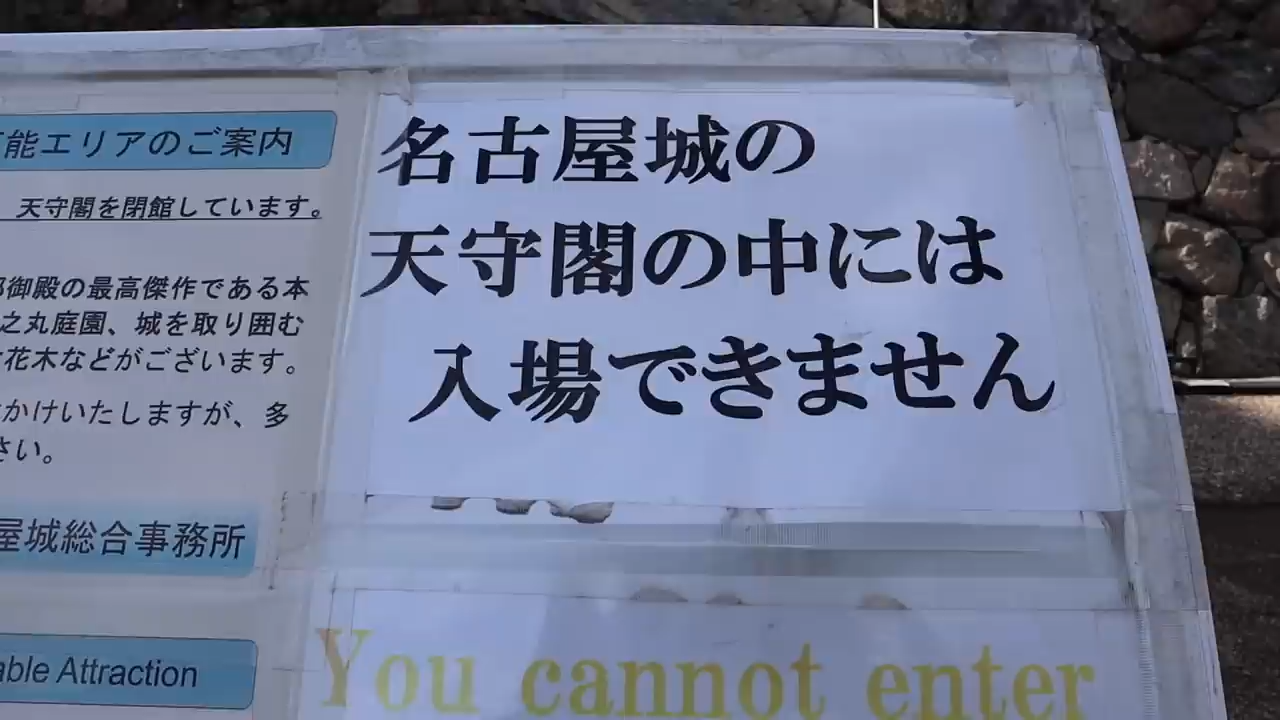 能エリアのご案内
天守閣を閉館しています。
御殿の最高傑作である本
之丸庭園、城を取り囲む
花木などがございます。
かけいたしますが、多
さい。
屋城総合事務所
able Attraction
名古屋城の
天守閣の中には
入場できません
You cannot enter